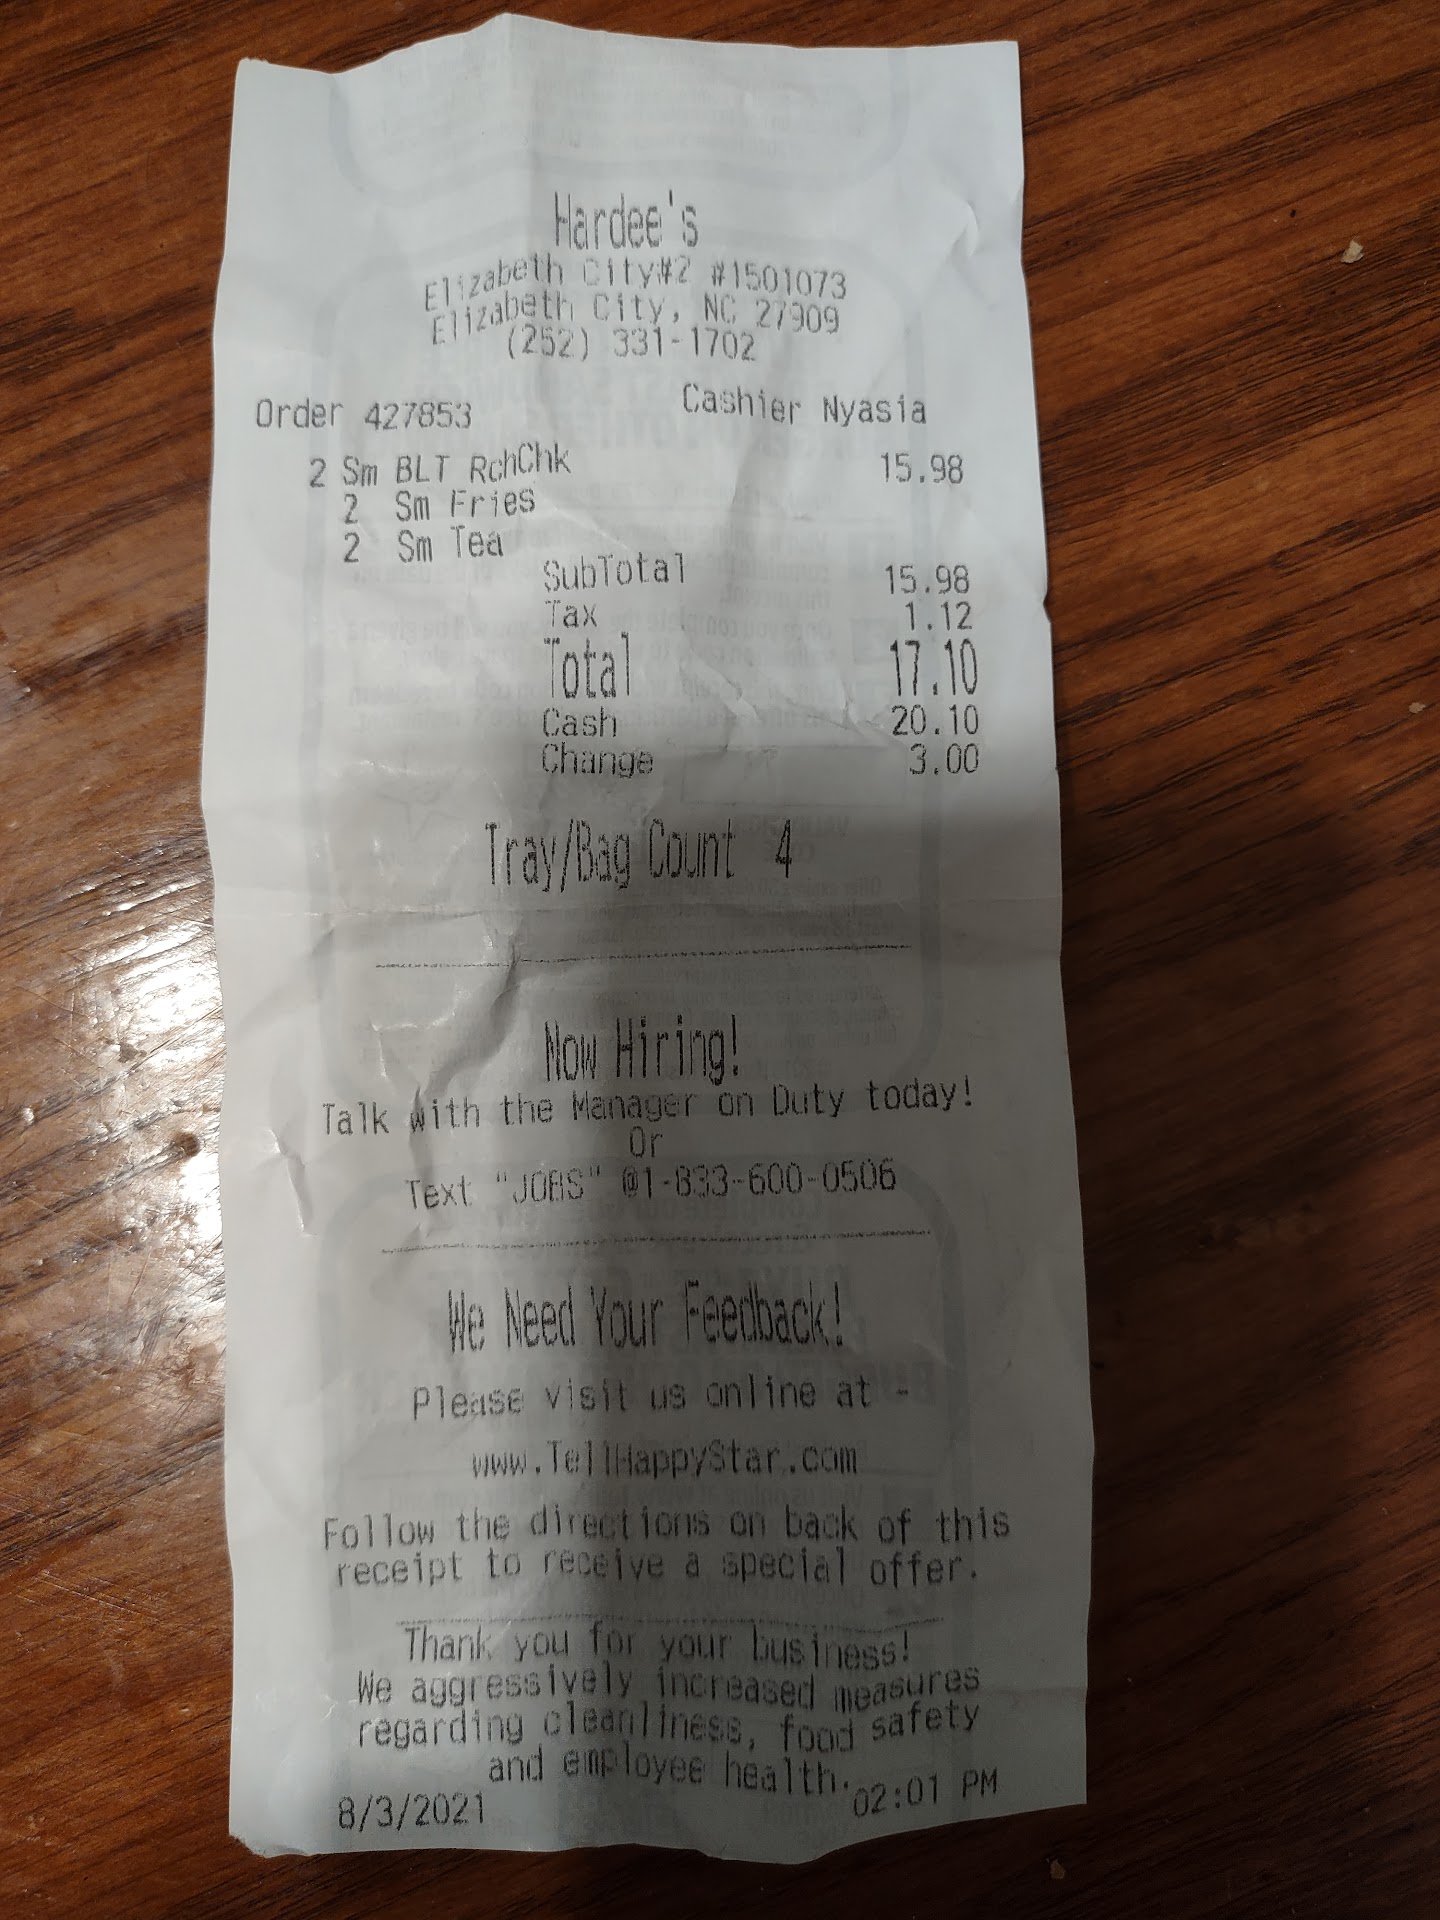 Hardee's
Elizabeth City#2 #1501073
Elizabeth City, NC 27909
(252) 331-1702
Order 427853 Cashier Nyasia
2 Sm BLT RchChk 15.98
2 Sm Fries
2 Sm Tea
SubTotal 15.98
Tax 1.12
Total 17.10
Cash 20.10
Change 3.00
Tray/Bag Count 4
Now Hiring!
Talk with the Manager on Duty today!
Or
Text "JOBS" @1-833-600-0506
We Need Your Feedback!
Please visit us online at -
www.TellHappyStar.com
Follow the directions on back of this
receipt to receive a special offer.
Thank you for your business!
We aggressively increased measures
regarding cleanliness, food safety
and employee health.
8/3/2021 02:01 PM